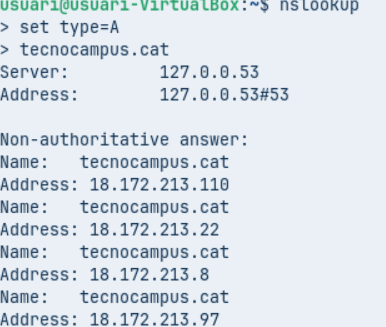 usuari@usuari-VirtualBox:~$ nslookup
> set type=A
> tecnocampus.cat
Server: 127.0.0.53
Address: 127.0.0.53#53

Non-authoritative answer:
Name: tecnocampus.cat
Address: 18.172.213.110
Name: tecnocampus.cat
Address: 18.172.213.22
Name: tecnocampus.cat
Address: 18.172.213.8
Name: tecnocampus.cat
Address: 18.172.213.97